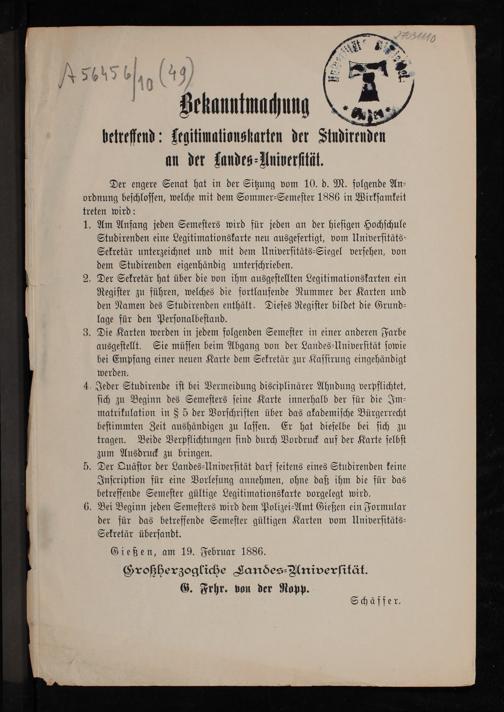 A 56456/10 (49)
Bekanntmachung
betreffend: Legitimationskarten der Studirenden
an der Landes=Universität.
Der engere Senat hat in der Sitzung vom 10. d. M. folgende An-
ordnung beschlossen, welche mit dem Sommer=Semester 1886 in Wirksamkeit
treten wird:
1. Am Anfang jeden Semesters wird für jeden an der hiesigen Hochschule
Studirenden eine Legitimationskarte neu ausgefertigt, vom Universitäts-
Sekretär unterzeichnet und mit dem Universitäts=Siegel versehen, von
dem Studirenden eigenhändig unterschrieben.
2. Der Sekretär hat über die von ihm ausgestellten Legitimationskarten ein
Register zu führen, welches die fortlaufende Nummer der Karten und
den Namen des Studirenden enthält. Dieses Register bildet die Grund-
lage für den Personalbestand.
3. Die Karten werden in jedem folgenden Semester in einer anderen Farbe
ausgestellt. Sie müssen beim Abgang von der Landes=Universität sowie
bei Empfang einer neuen Karte dem Sekretär zur Kassirung eingehändigt
werden.
4. Jeder Studirende ist bei Vermeidung disciplinärer Ahndung verpflichtet,
sich zu Beginn des Semesters seine Karte innerhalb der für die Im-
matrikulation in § 5 der Vorschriften über das akademische Bürgerrecht
bestimmten Zeit aushändigen zu lassen. Er hat dieselbe bei sich zu
tragen. Beide Verpflichtungen sind durch Vordruck auf der Karte selbst
zum Ausdruck zu bringen.
5. Der Quästor der Landes=Universität darf seitens eines Studirenden keine
Inscription für eine Vorlesung annehmen, ohne daß ihm die für das
betreffende Semester gültige Legitimationskarte vorgelegt wird.
6. Bei Beginn jeden Semesters wird dem Polizei=Amt Gießen ein Formular
der für das betreffende Semester gültigen Karten vom Universitäts-
Sekretär übersandt.
Gießen, am 19. Februar 1886.
Großherzogliche Landes=Universität.
G. Frhr. von der Ropp.
Schäffer.